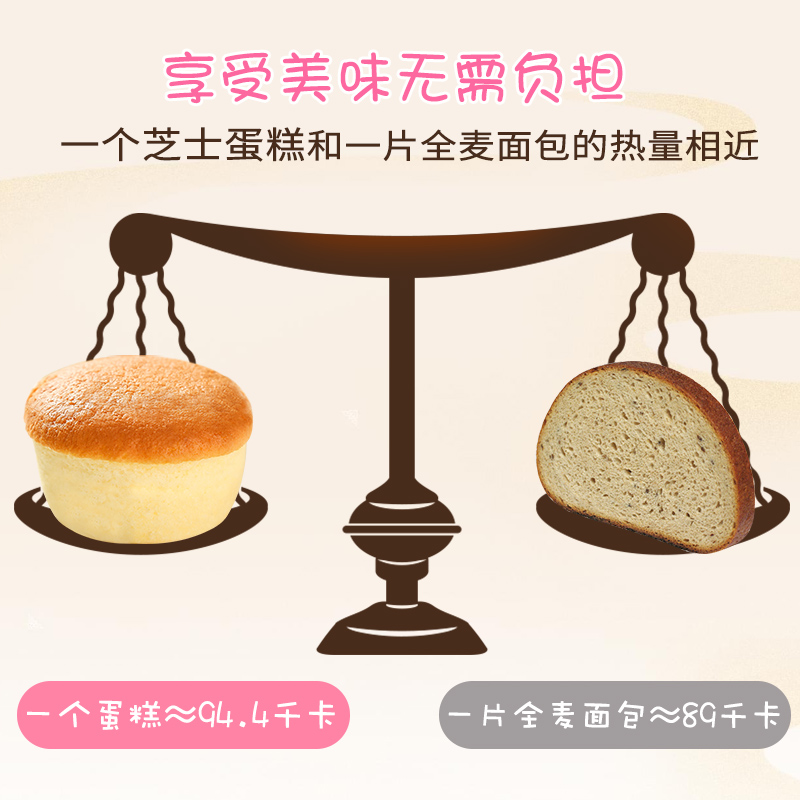 享受美味无需负担
一个芝士蛋糕和一片全麦面包的热量相近
一个蛋糕≈94.4千卡
一片全麦面包≈89千卡